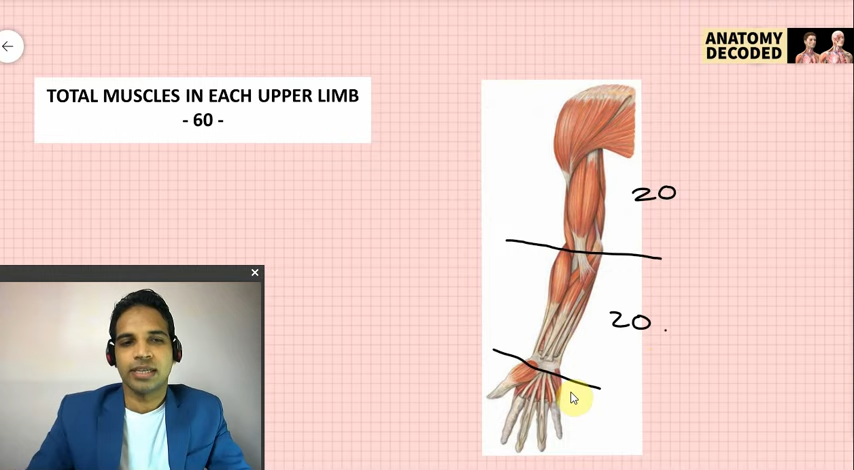 ANATOMY
DECODED
TOTAL MUSCLES IN EACH UPPER LIMB
- 60 -
20
20.